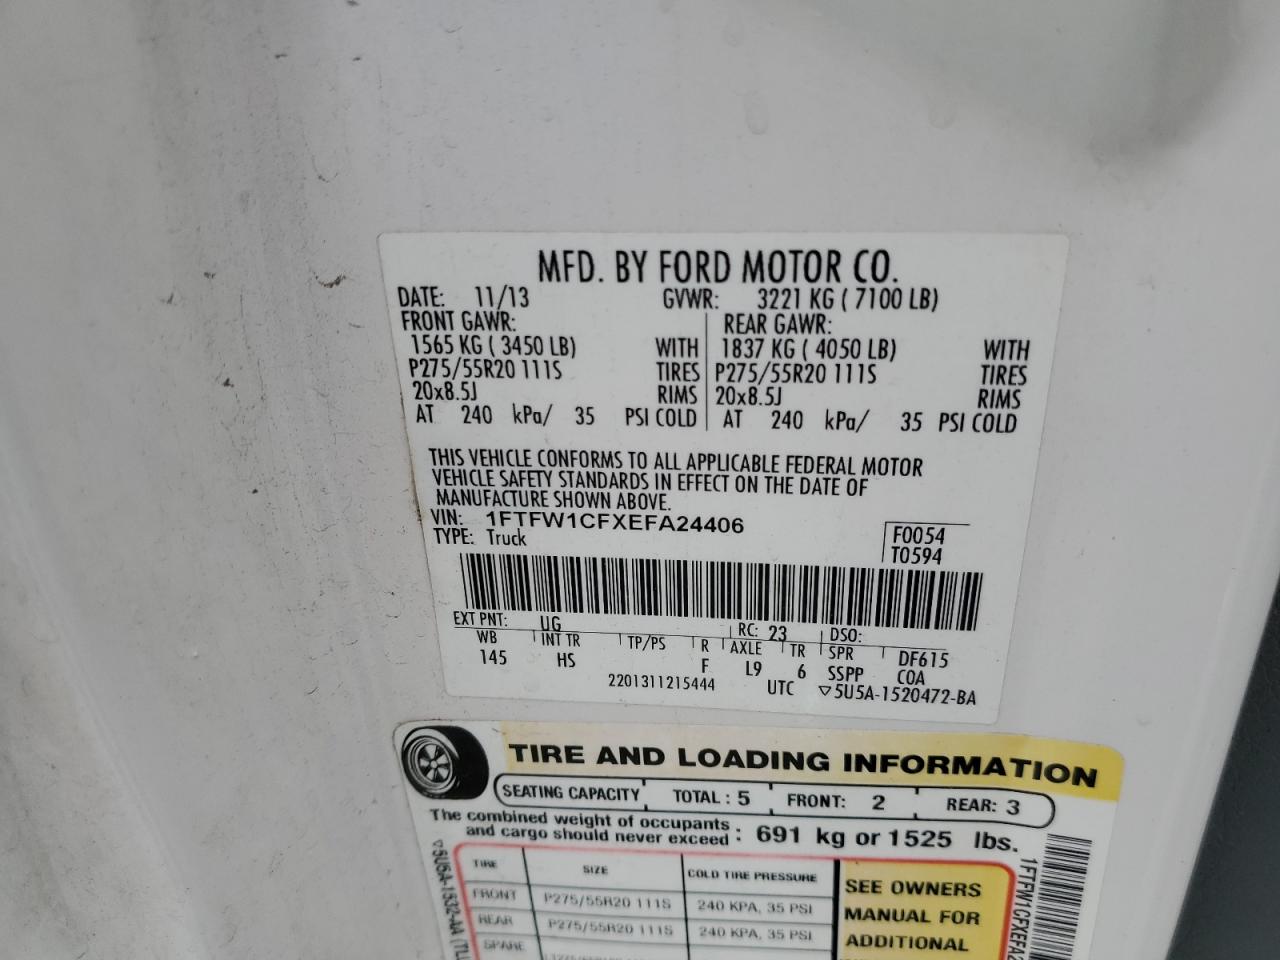 MFD. BY FORD MOTOR CO.
DATE: 11/13 GVWR: 3221 KG ( 7100 LB)
FRONT GAWR: REAR GAWR:
1565 KG ( 3450 LB) WITH 1837 KG ( 4050 LB) WITH
P275/55R20 111S TIRES P275/55R20 111S TIRES
20x8.5J RIMS 20x8.5J RIMS
AT 240 kPa/ 35 PSI COLD AT 240 kPa/ 35 PSI COLD
THIS VEHICLE CONFORMS TO ALL APPLICABLE FEDERAL MOTOR
VEHICLE SAFETY STANDARDS IN EFFECT ON THE DATE OF
MANUFACTURE SHOWN ABOVE.
VIN: 1FTFW1CFXEFA24406
TYPE: Truck
F0054
T0594
EXT PNT: UG RC: 23 DSO:
WB INT TR TP/PS R AXLE TR SPR DF615
145 HS F L9 6 SSPP COA
2201311215444 UTC ▽5U5A-1520472-BA
TIRE AND LOADING INFORMATION
SEATING CAPACITY TOTAL : 5 FRONT: 2 REAR: 3
The combined weight of occupants
and cargo should never exceed : 691 kg or 1525 lbs.
TIRE SIZE COLD TIRE PRESSURE
FRONT P275/55R20 111S 240 KPA, 35 PSI
REAR P275/55R20 111S 240 KPA, 35 PSI
SPARE
SEE OWNERS
MANUAL FOR
ADDITIONAL
▽5U5A-1532-AA
1FTFW1CFXEFA2